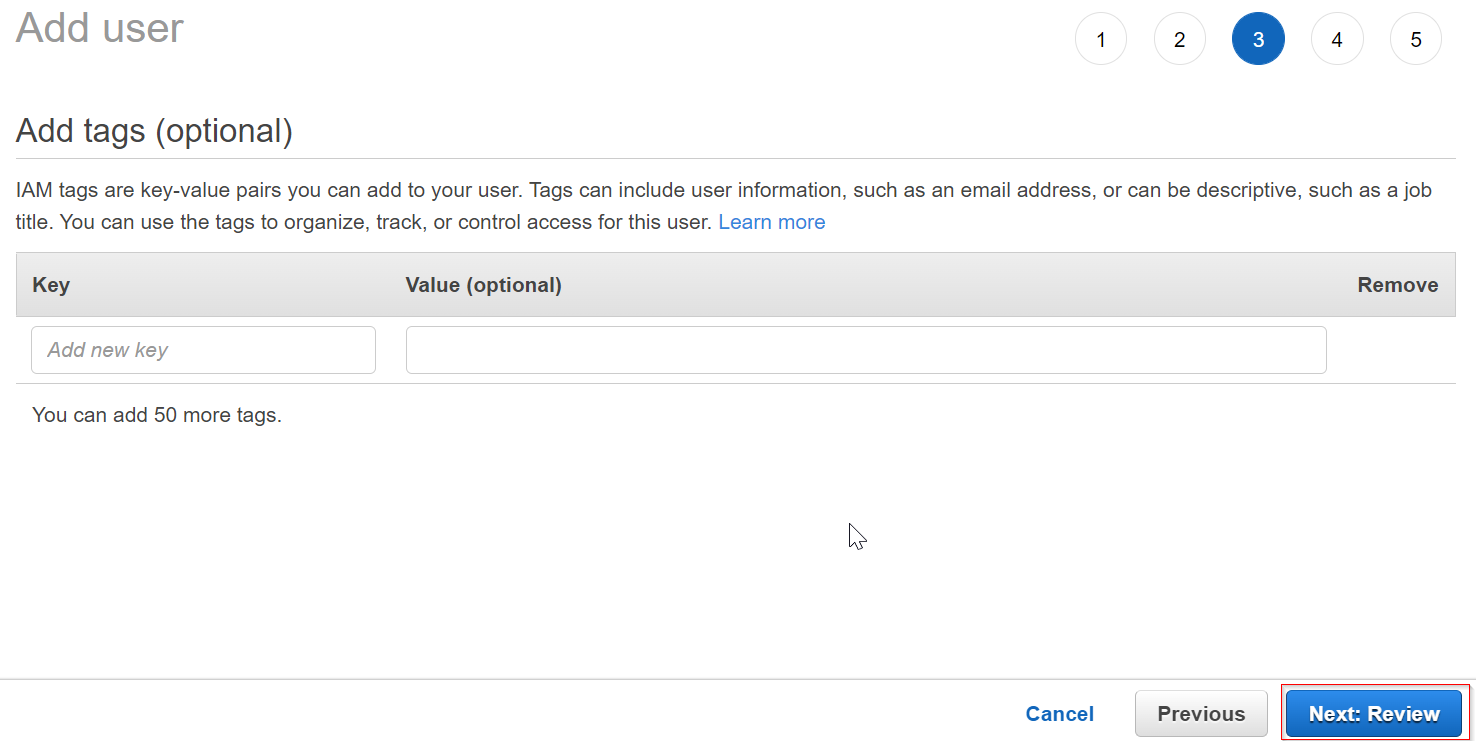 Add user
1 2 3 4 5
Add tags (optional)
IAM tags are key-value pairs you can add to your user. Tags can include user information, such as an email address, or can be descriptive, such as a job
title. You can use the tags to organize, track, or control access for this user. Learn more
Key Value (optional) Remove
Add new key
You can add 50 more tags.
Cancel Previous Next: Review